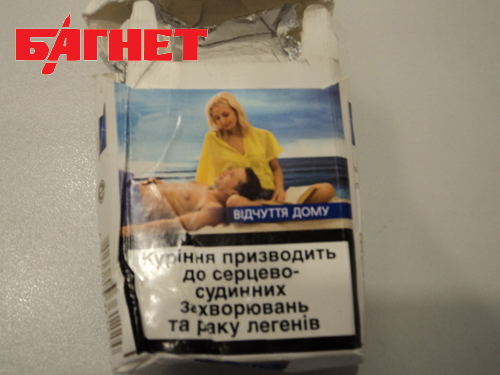 БАГНЕТ
ВІДЧУТТЯ ДОМУ
Куріння призводить
до серцево-
судинних
захворювань
та раку легенів